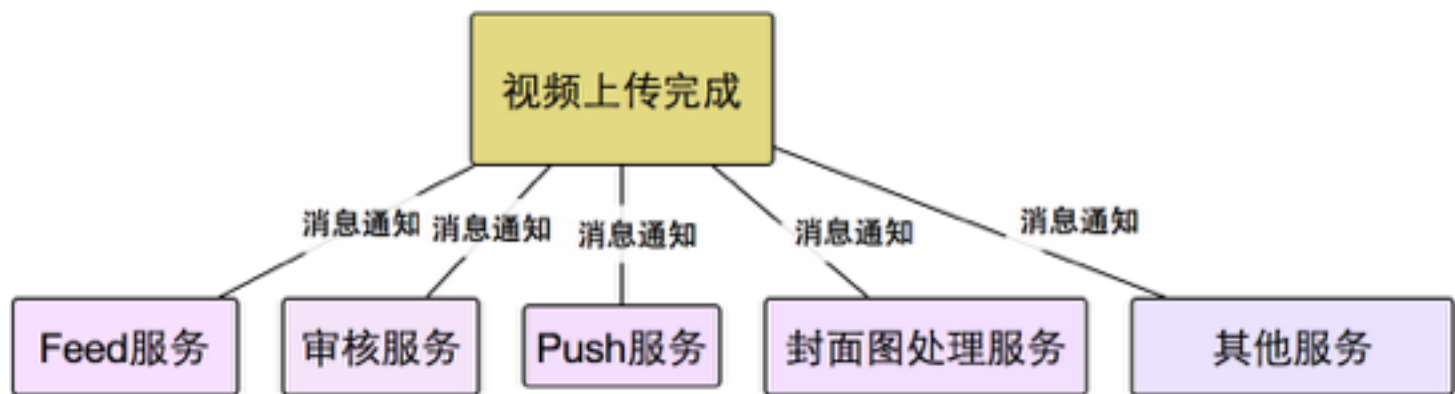 视频上传完成
消息通知
消息通知
消息通知
消息通知
消息通知
Feed服务
审核服务
Push服务
封面图处理服务
其他服务